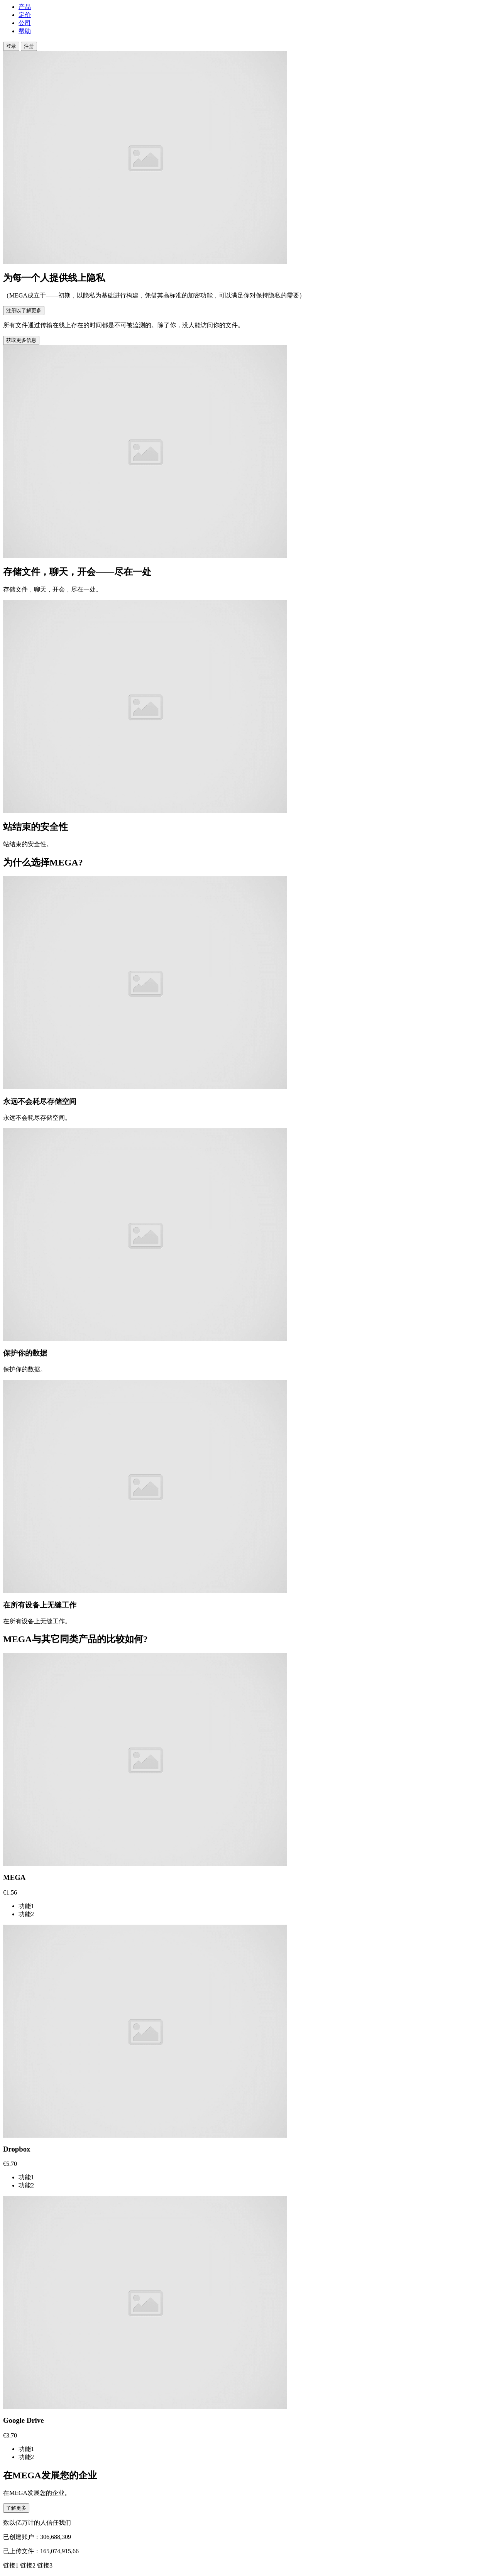 产品
定价
公司
帮助
登录 注册
为每一个人提供线上隐私
（MEGA成立于——初期，以隐私为基础进行构建，凭借其高标准的加密功能，可以满足你对保持隐私的需要）
注册以了解更多
所有文件通过传输在线上存在的时间都是不可被监测的。除了你，没人能访问你的文件。
获取更多信息
存储文件，聊天，开会——尽在一处
存储文件，聊天，开会，尽在一处。
站结束的安全性
站结束的安全性。
为什么选择MEGA?
永远不会耗尽存储空间
永远不会耗尽存储空间。
保护你的数据
保护你的数据。
在所有设备上无缝工作
在所有设备上无缝工作。
MEGA与其它同类产品的比较如何?
MEGA
€1.56
功能1
功能2
Dropbox
€5.70
功能1
功能2
Google Drive
€3.70
功能1
功能2
在MEGA发展您的企业
在MEGA发展您的企业。
了解更多
数以亿万计的人信任我们
已创建账户：306,688,309
已上传文件：165,074,915,66
链接1 链接2 链接3